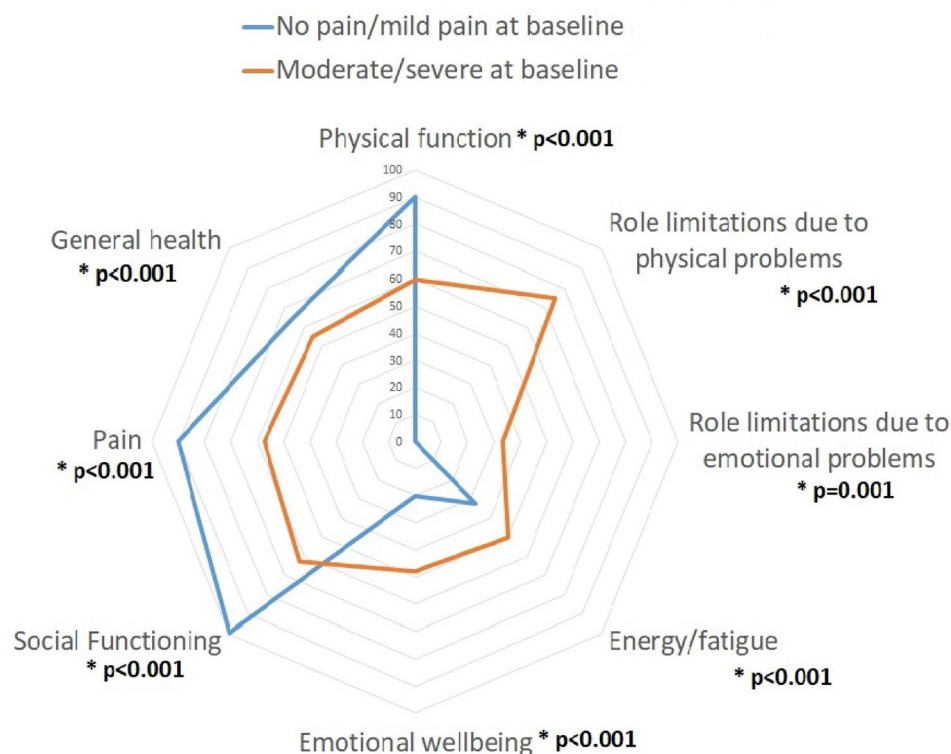 No pain/mild pain at baseline
Moderate/severe at baseline
Physical function * p<0.001
100
90
80
70
60
50
40
30
20
10
0
Role limitations due to
physical problems
* p<0.001
Role limitations due to
emotional problems
* p=0.001
Energy/fatigue
* p<0.001
Emotional wellbeing * p<0.001
Social Functioning
* p<0.001
Pain
* p<0.001
General health
* p<0.001